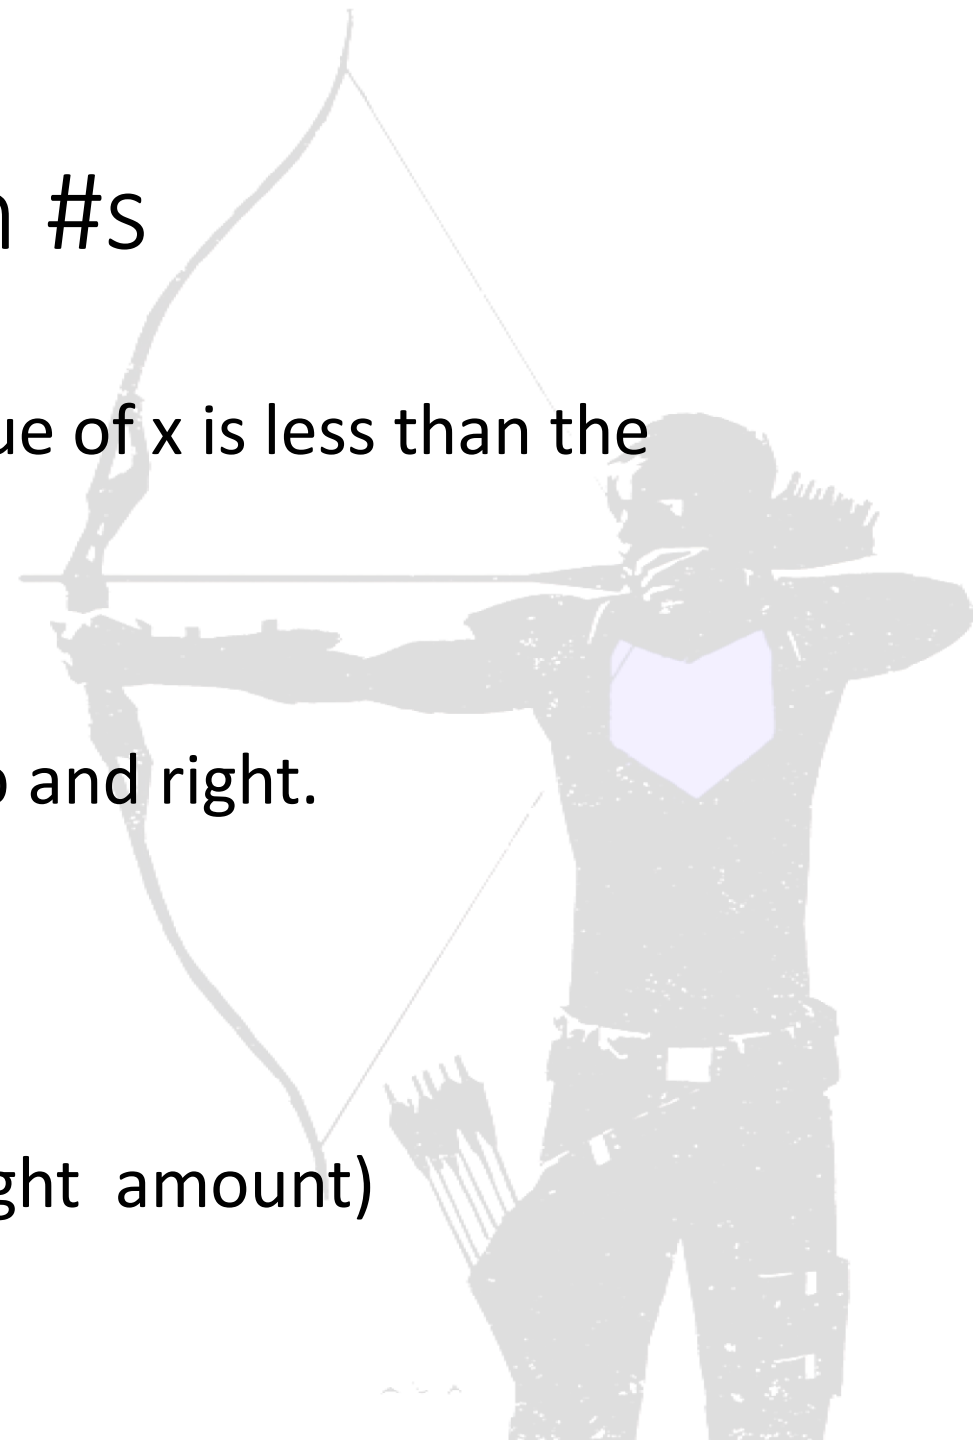 #s
ue of x is less than the
and right.
ght  amount)